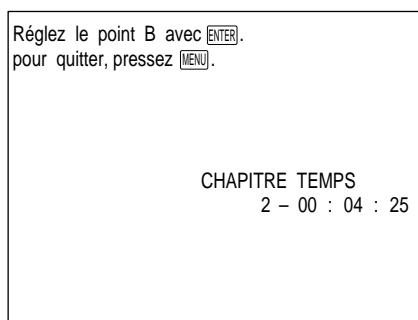 Réglez le point B avec ENTER.
pour quitter, pressez MENU.
CHAPITRE TEMPS
2 – 00 : 04 : 25